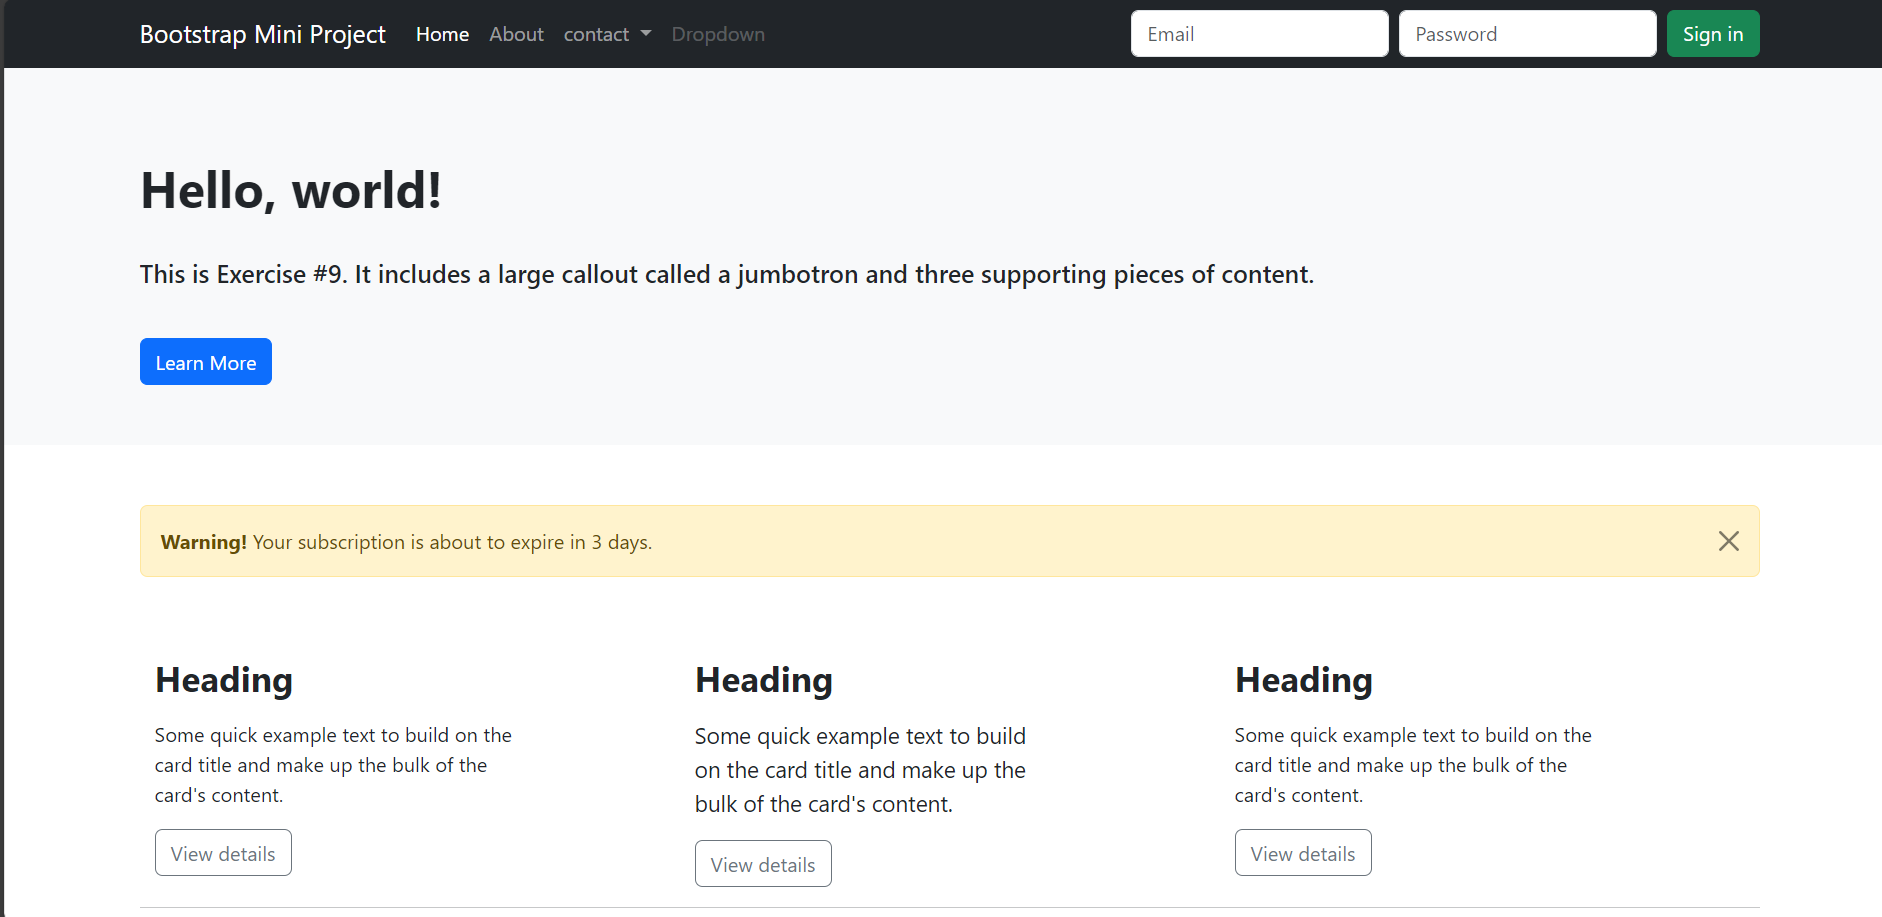 Bootstrap Mini Project Home About contact Dropdown Email Password Sign in
Hello, world!
This is Exercise #9. It includes a large callout called a jumbotron and three supporting pieces of content.
Learn More
Warning! Your subscription is about to expire in 3 days.
Heading
Some quick example text to build on the
card title and make up the bulk of the
card's content.
View details
Heading
Some quick example text to build
on the card title and make up the
bulk of the card's content.
View details
Heading
Some quick example text to build on the
card title and make up the bulk of the
card's content.
View details